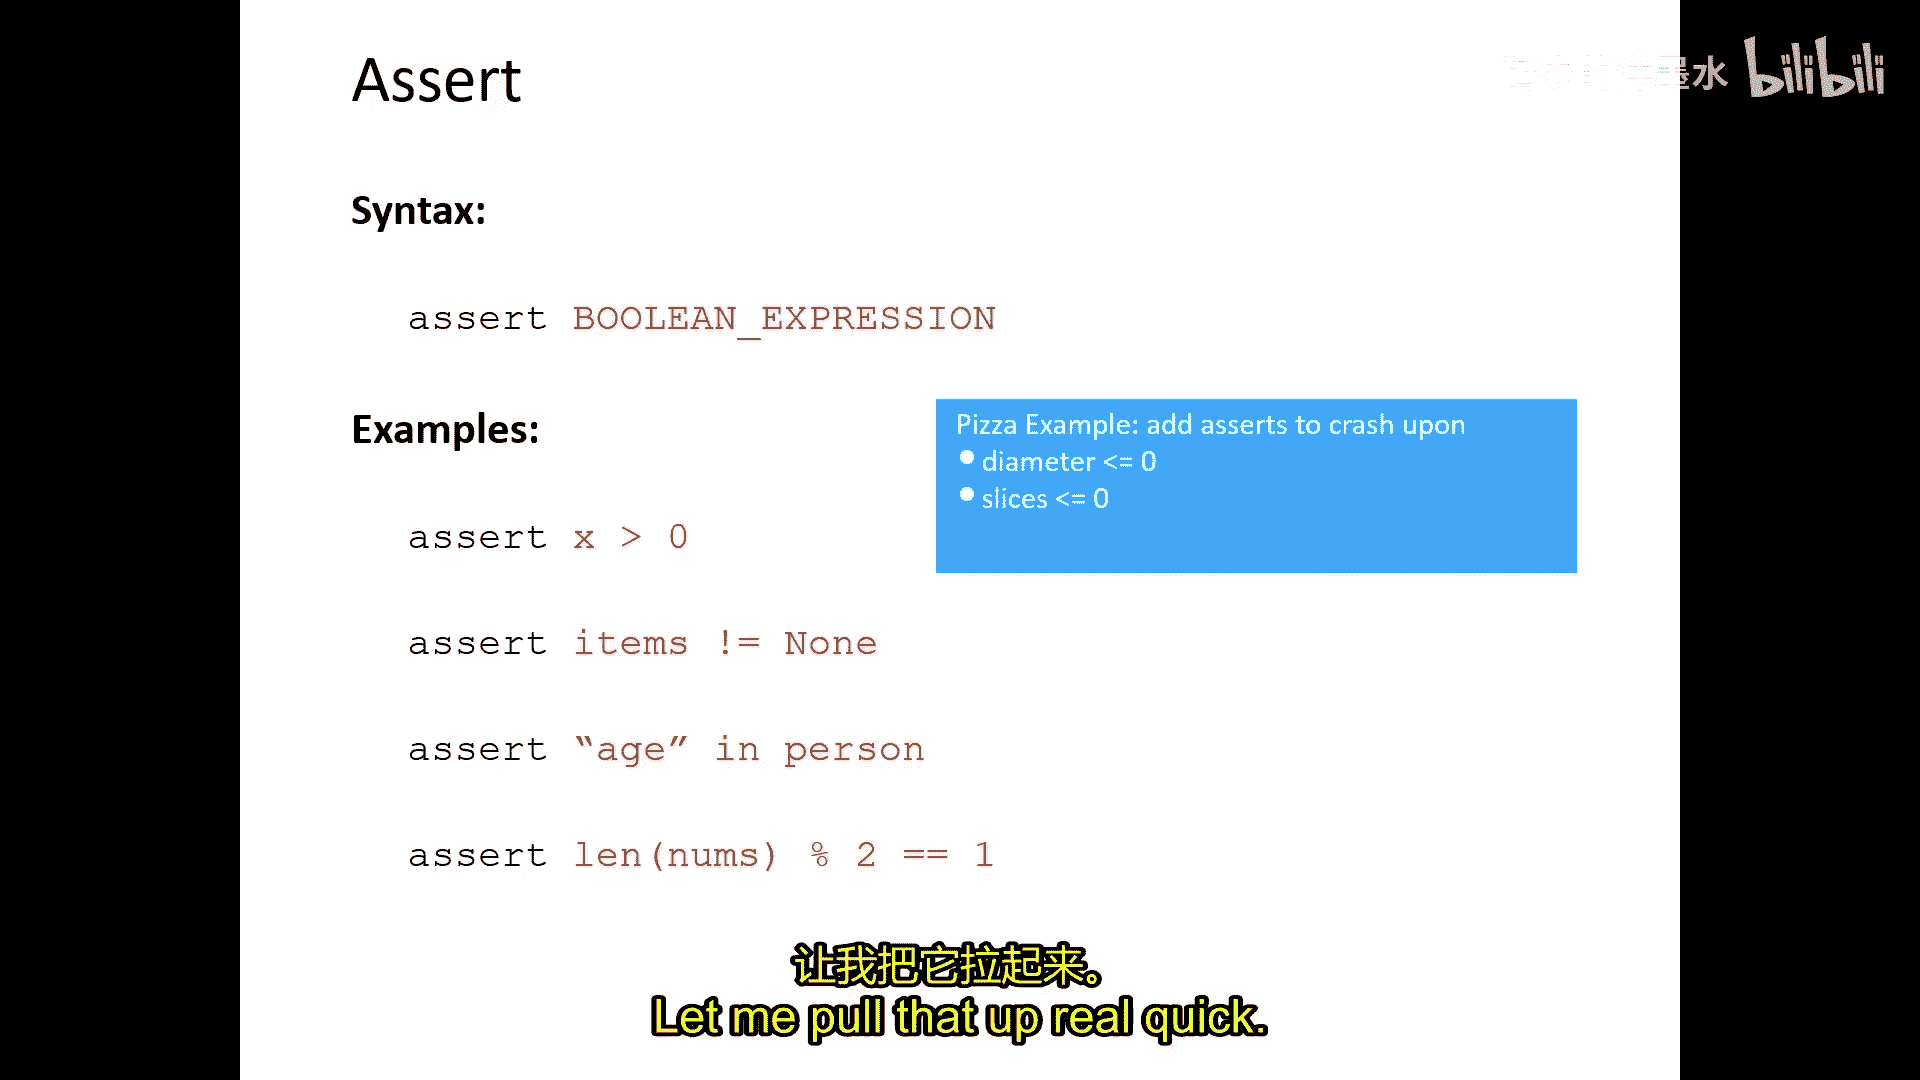 Assert
墨水 bilibili
Syntax:
assert BOOLEAN_EXPRESSION
Examples:
Pizza Example: add asserts to crash upon
• diameter <= 0
• slices <= 0
assert x > 0
assert items != None
assert “age” in person
assert len(nums) % 2 == 1
让我把它拉起来。
Let me pull that up real quick.